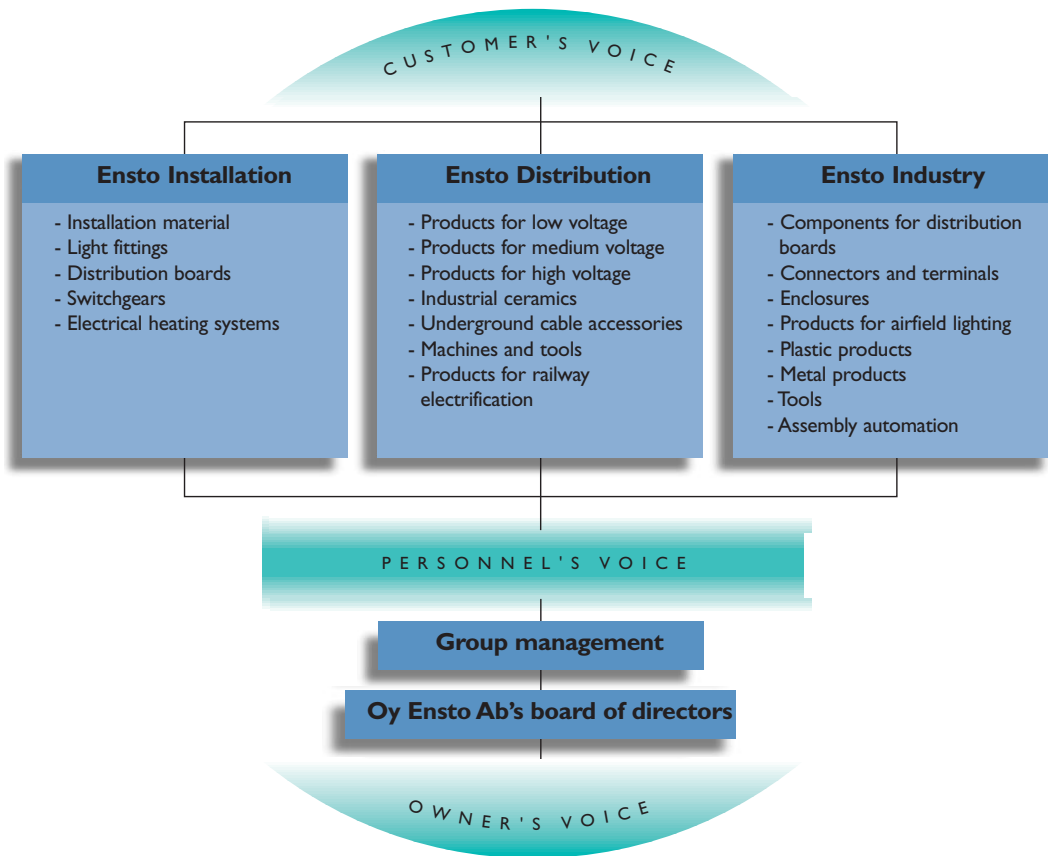 CUSTOMER'S VOICE
Ensto Installation
- Installation material
- Light fittings
- Distribution boards
- Switchgears
- Electrical heating systems
Ensto Distribution
- Products for low voltage
- Products for medium voltage
- Products for high voltage
- Industrial ceramics
- Underground cable accessories
- Machines and tools
- Products for railway
electrification
Ensto Industry
- Components for distribution
boards
- Connectors and terminals
- Enclosures
- Products for airfield lighting
- Plastic products
- Metal products
- Tools
- Assembly automation
PERSONNEL'S VOICE
Group management
Oy Ensto Ab's board of directors
OWNER'S VOICE